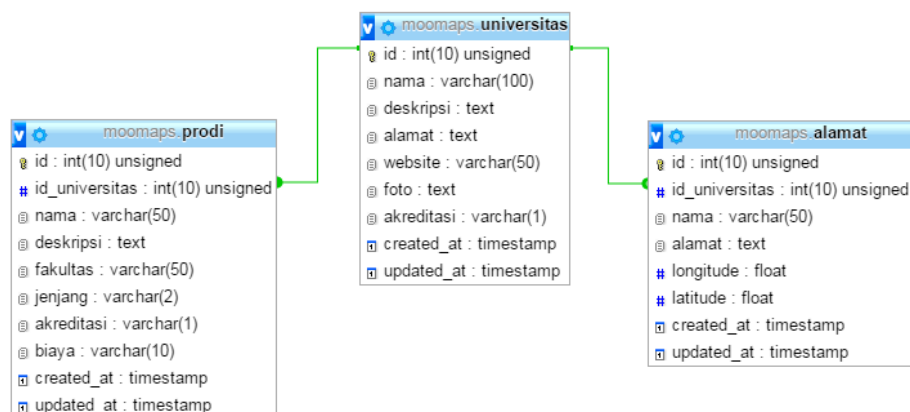 moomaps.universitas
id : int(10) unsigned
nama : varchar(100)
deskripsi : text
alamat : text
website : varchar(50)
foto : text
akreditasi : varchar(1)
created_at : timestamp
updated_at : timestamp
moomaps.prodi
id : int(10) unsigned
id_universitas : int(10) unsigned
nama : varchar(50)
deskripsi : text
fakultas : varchar(50)
jenjang : varchar(2)
akreditasi : varchar(1)
biaya : varchar(10)
created_at : timestamp
updated_at : timestamp
moomaps.alamat
id : int(10) unsigned
id_universitas : int(10) unsigned
nama : varchar(50)
alamat : text
longitude : float
latitude : float
created_at : timestamp
updated_at : timestamp